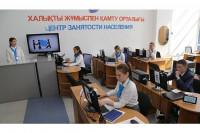 ХАЛЫҚТЫ ЖҰМЫСПЕН ҚАМТУ ОРТАЛЫҒЫ
ЦЕНТР ЗАНЯТОСТИ НАСЕЛЕНИЯ